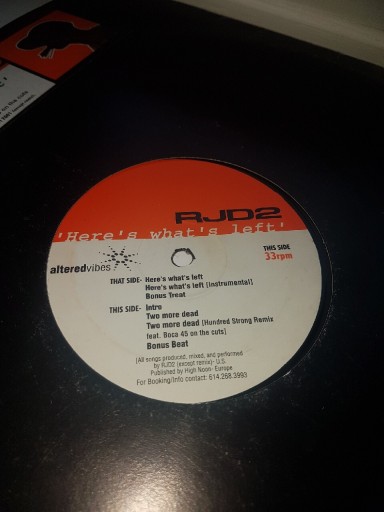 RJD2
'Here's what's left'
alteredvibes
THIS SIDE
33rpm
THAT SIDE- Here's what's left
Here's what's left [Instrumental]
Bonus Treat
THIS SIDE- Intro
Two more dead
Two more dead [Hundred Strong Remix
feat. Boca 45 on the cuts]
Bonus Beat
[All songs produced, mixed, and performed
by RJD2 (except remix)- U.S.
Published by High Noon- Europe
For Booking/Info contact: 614.268.3993